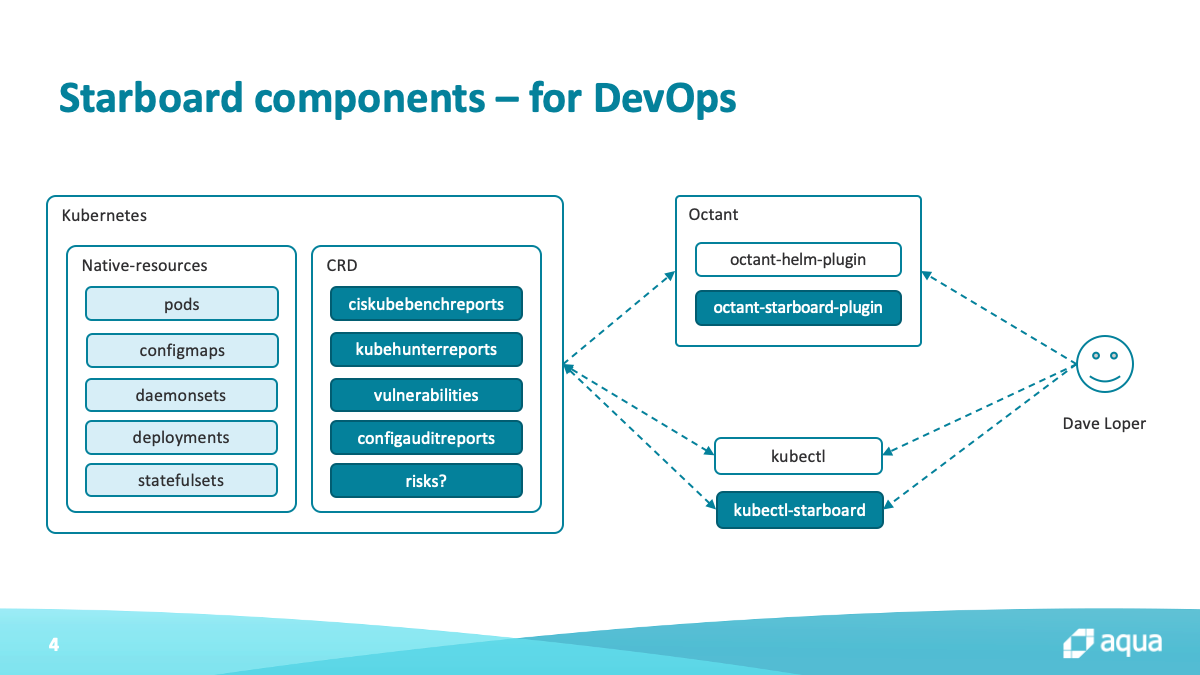 Starboard components – for DevOps
Kubernetes
Native-resources
pods
configmaps
daemonsets
deployments
statefulsets
CRD
ciskubebenchreports
kubehunterreports
vulnerabilities
configauditreports
risks?
Octant
octant-helm-plugin
octant-starboard-plugin
kubectl
kubectl-starboard
Dave Loper
4
aqua